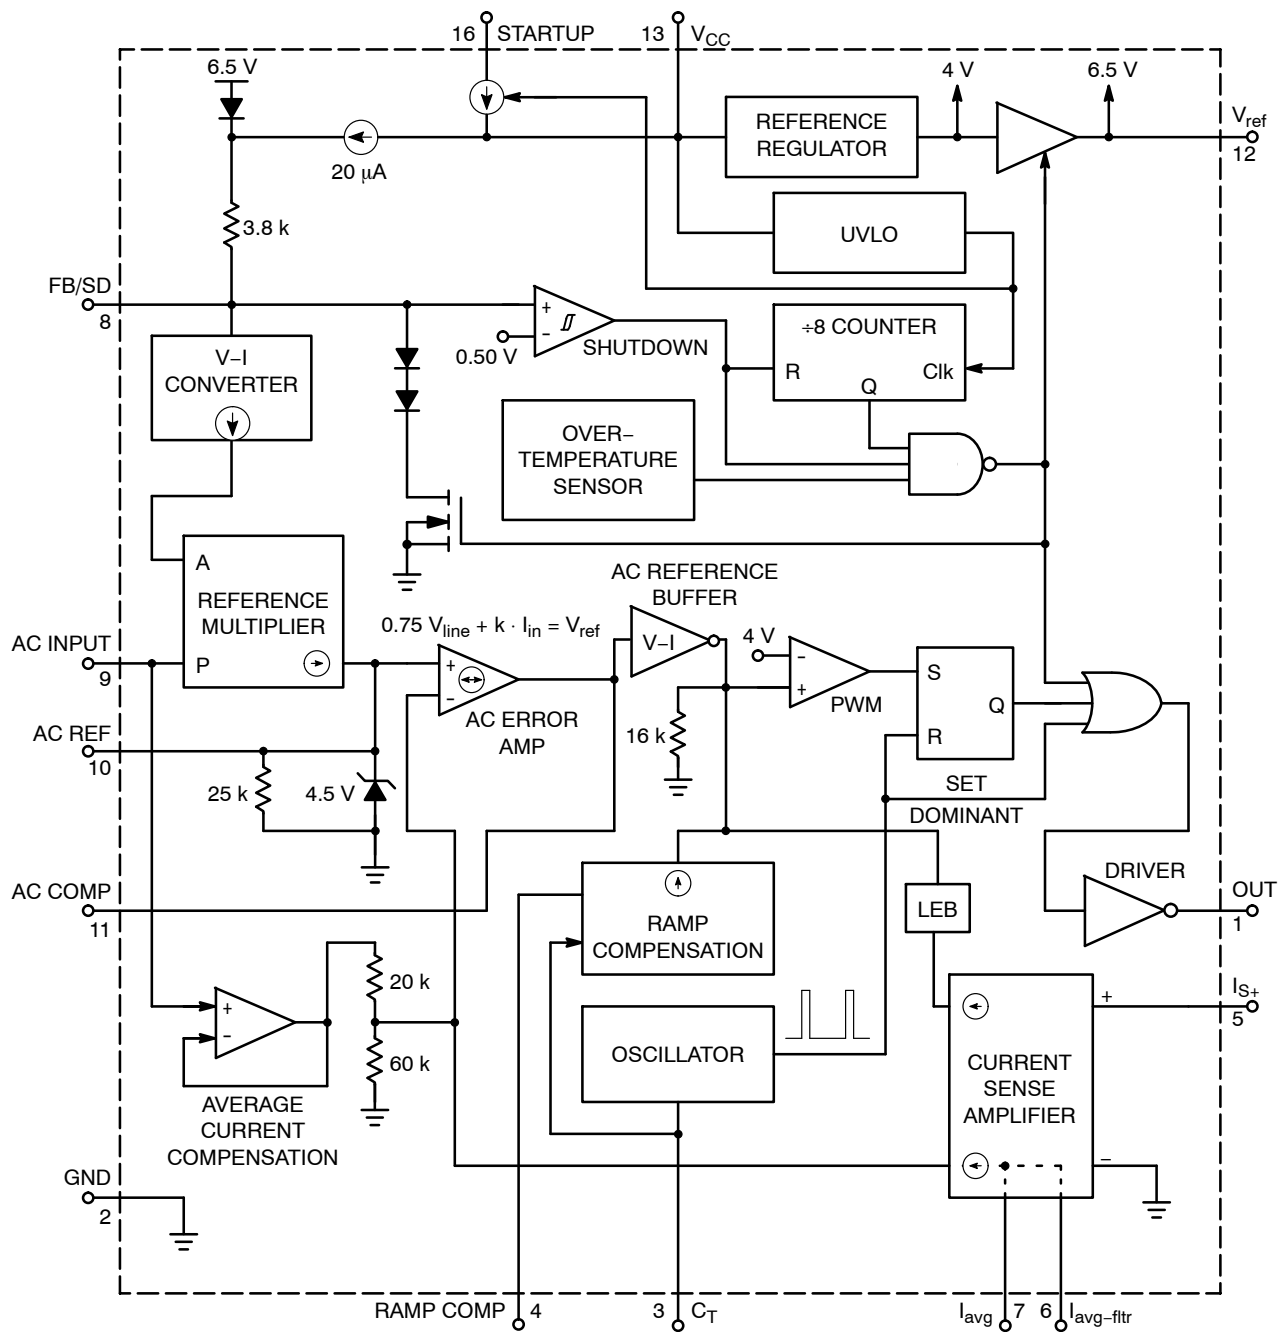 16 STARTUP 13 VCC
6.5 V
4 V
6.5 V
Vref
12
REFERENCE
REGULATOR
20 μA
3.8 k
UVLO
FB/SD
8
+
−
0.50 V
SHUTDOWN
÷8 COUNTER
R
Clk
Q
V−I
CONVERTER
OVER−
TEMPERATURE
SENSOR
A
REFERENCE
MULTIPLIER
P
AC INPUT
9
AC REFERENCE
BUFFER
0.75 Vline + k · Iin = Vref
V−I
+
−
AC ERROR
AMP
4 V
−
+
PWM
S
Q
R
SET
DOMINANT
16 k
AC REF
10
25 k
4.5 V
AC COMP
11
RAMP
COMPENSATION
LEB
DRIVER
OUT
1
20 k
+
−
60 k
AVERAGE
CURRENT
COMPENSATION
OSCILLATOR
IS+
5
+
CURRENT
SENSE
AMPLIFIER
−
GND
2
RAMP COMP 4
3 CT
Iavg 7
6 Iavg−fltr